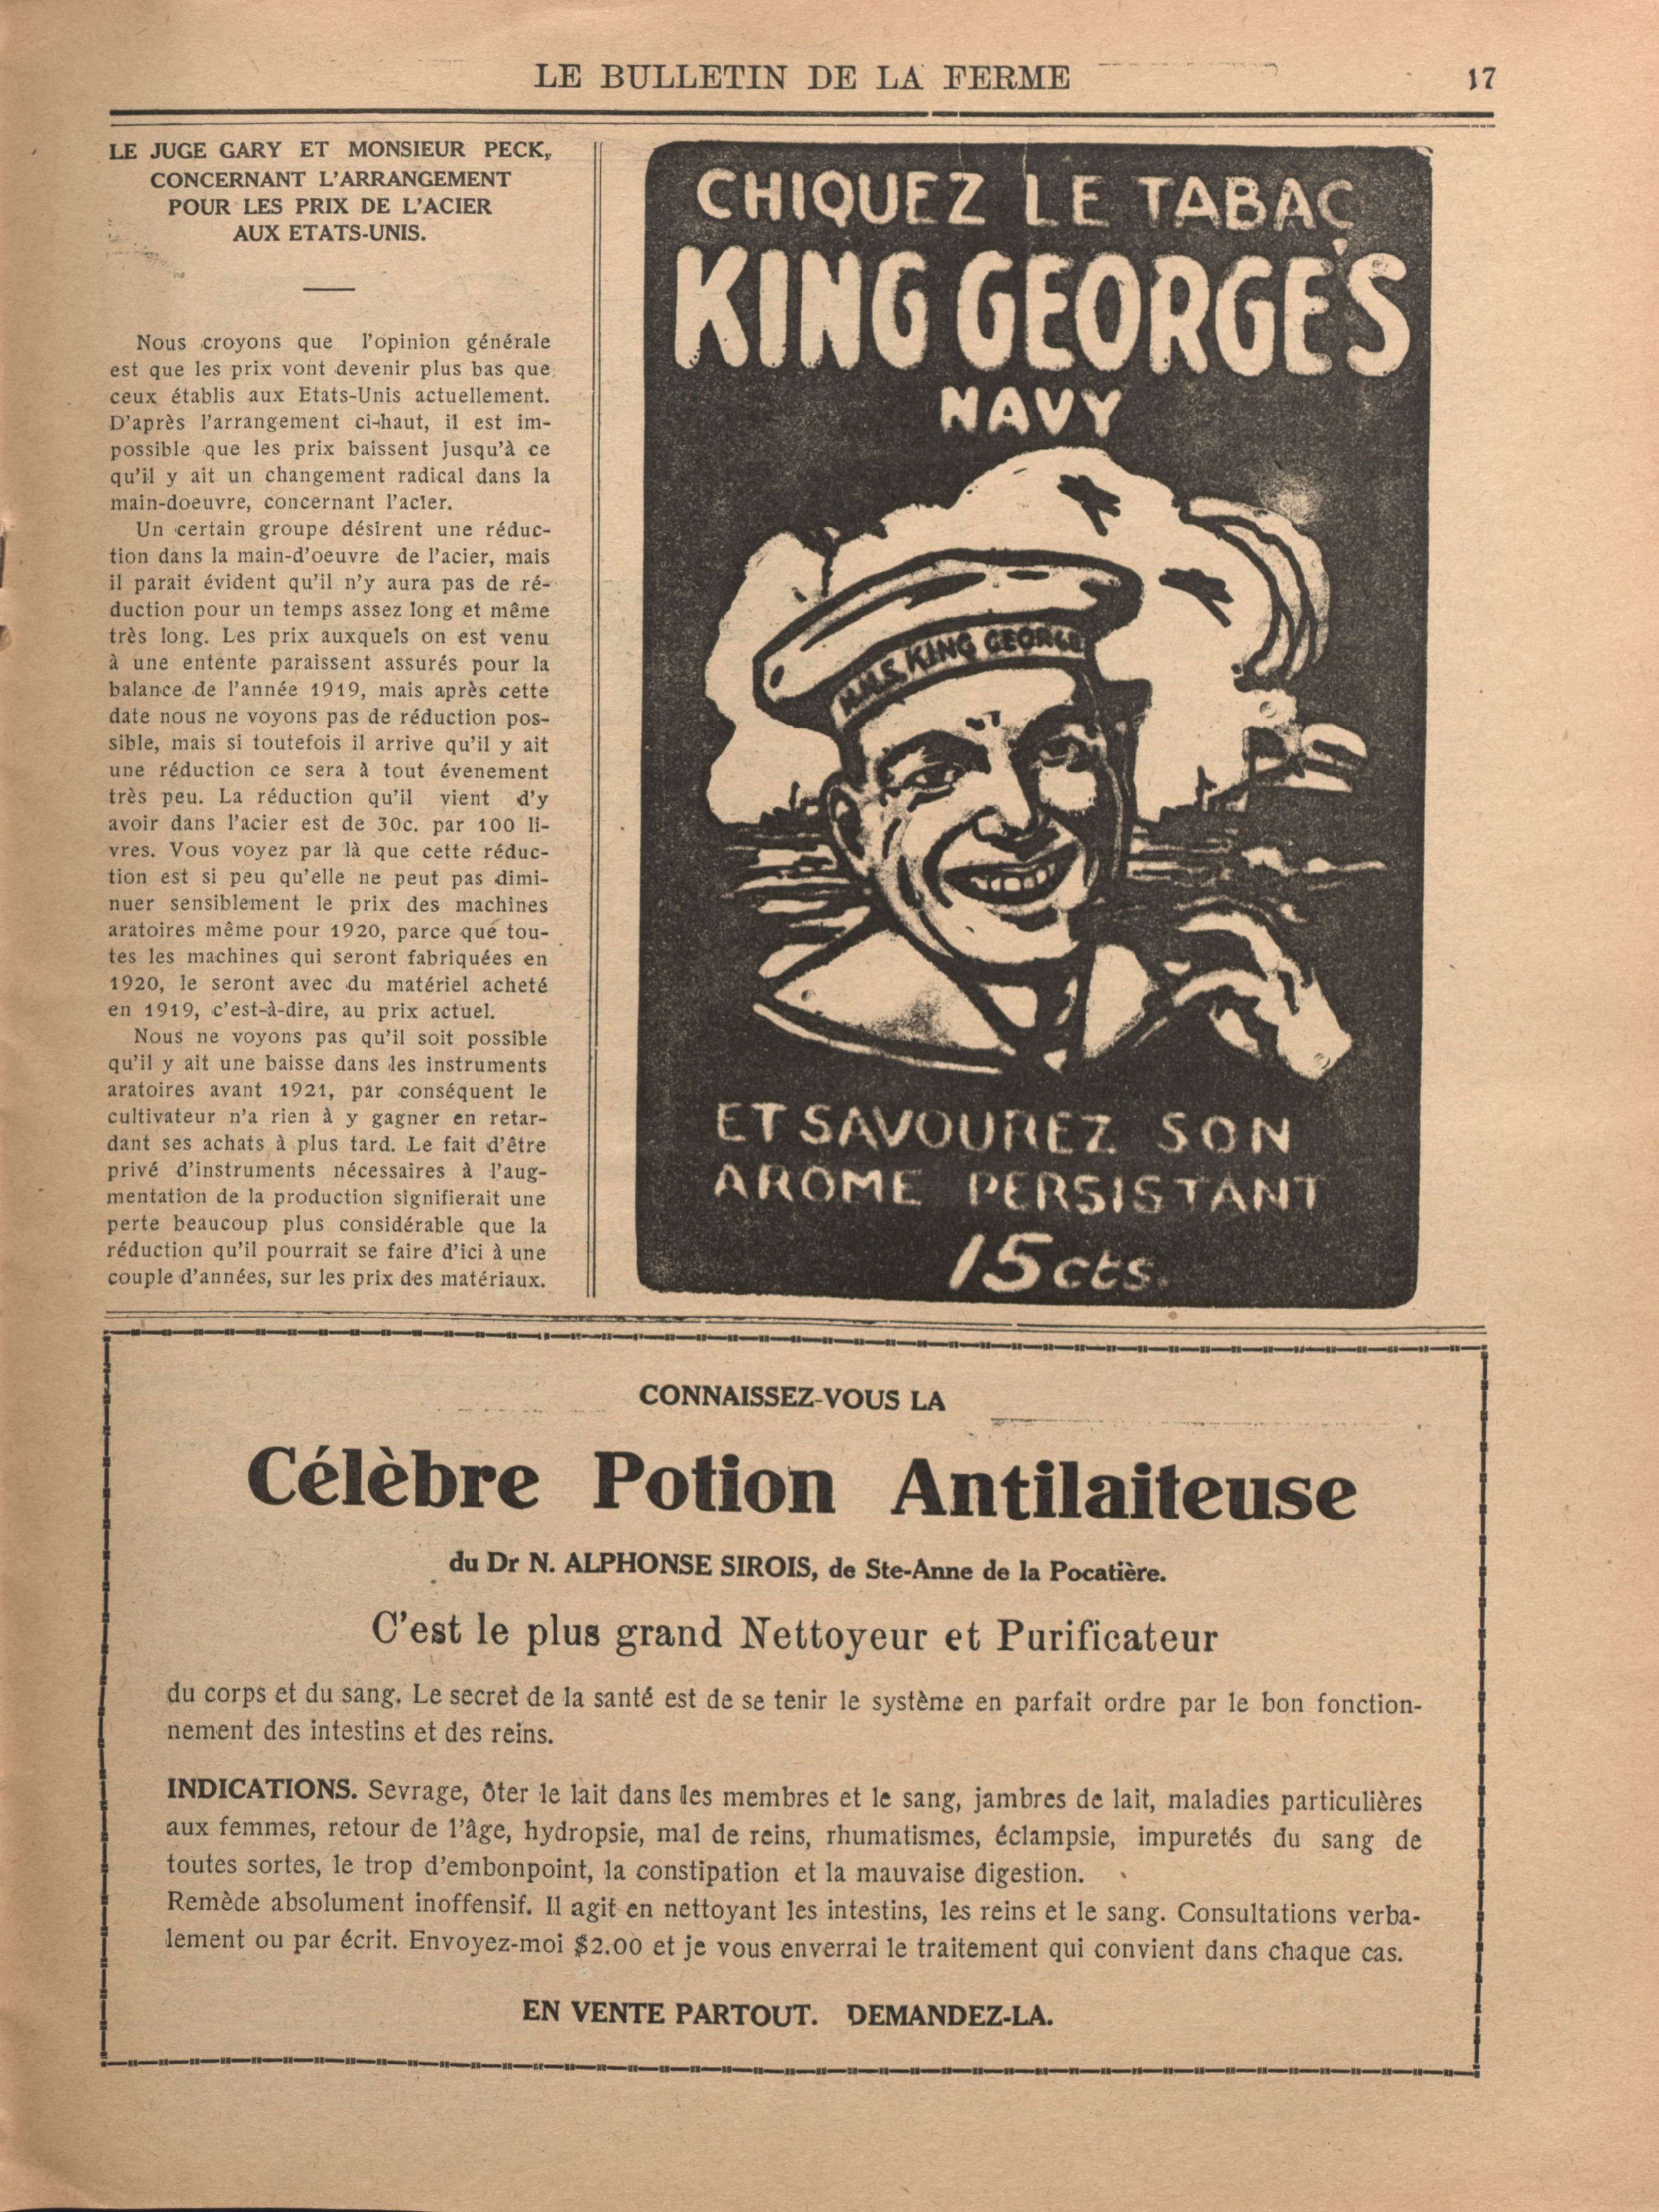 LE BULLETIN DE LA FERME
17
LE JUGE GARY ET MONSIEUR PECK,
CONCERNANT L'ARRANGEMENT
POUR LES PRIX DE L'ACIER
AUX ETATS-UNIS.
Nous croyons que l'opinion générale
est que les prix vont devenir plus bas que
ceux établis aux Etats-Unis actuellement.
D'après l'arrangement ci-haut, il est im-
possible que les prix baissent jusqu'à ce
qu'il y ait un changement radical dans la
main-doeuvre, concernant l'acier.
Un certain groupe désirent une réduc-
tion dans la main-d'oeuvre de l'acier, mais
il parait évident qu'il n'y aura pas de ré-
duction pour un temps assez long et même
très long. Les prix auxquels on est venu
à une entente paraissent assurés pour la
balance de l'année 1919, mais après cette
date nous ne voyons pas de réduction pos-
sible, mais si toutefois il arrive qu'il y ait
une réduction ce sera à tout évenement
très peu. La réduction qu'il vient d'y
avoir dans l'acier est de 30c. par 100 li-
vres. Vous voyez par là que cette réduc-
tion est si peu qu'elle ne peut pas dimi-
nuer sensiblement le prix des machines
aratoires même pour 1920, parce que tou-
tes les machines qui seront fabriquées en
1920, le seront avec du matériel acheté
en 1919, c'est-à-dire, au prix actuel.
Nous ne voyons pas qu'il soit possible
qu'il y ait une baisse dans les instruments
aratoires avant 1921, par conséquent le
cultivateur n'a rien à y gagner en retar-
dant ses achats à plus tard. Le fait d'être
privé d'instruments nécessaires à l'aug-
mentation de la production signifierait une
perte beaucoup plus considérable que la
réduction qu'il pourrait se faire d'ici à une
couple d'années, sur les prix des matériaux.
CHIQUEZ LE TABAC
KING GEORGE'S
NAVY
H.M.S. KING GEORGE
ET SAVOUREZ SON
AROME PERSISTANT
15 cts.
CONNAISSEZ-VOUS LA
Célèbre Potion Antilaiteuse
du Dr N. ALPHONSE SIROIS, de Ste-Anne de la Pocatière.
C'est le plus grand Nettoyeur et Purificateur
du corps et du sang. Le secret de la santé est de se tenir le système en parfait ordre par le bon fonction-
nement des intestins et des reins.
INDICATIONS. Sevrage, ôter le lait dans les membres et le sang, jambres de lait, maladies particulières
aux femmes, retour de l'âge, hydropsie, mal de reins, rhumatismes, éclampsie, impuretés du sang de
toutes sortes, le trop d'embonpoint, la constipation et la mauvaise digestion.
Remède absolument inoffensif. Il agit en nettoyant les intestins, les reins et le sang. Consultations verba-
lement ou par écrit. Envoyez-moi $2.00 et je vous enverrai le traitement qui convient dans chaque cas.
EN VENTE PARTOUT. DEMANDEZ-LA.